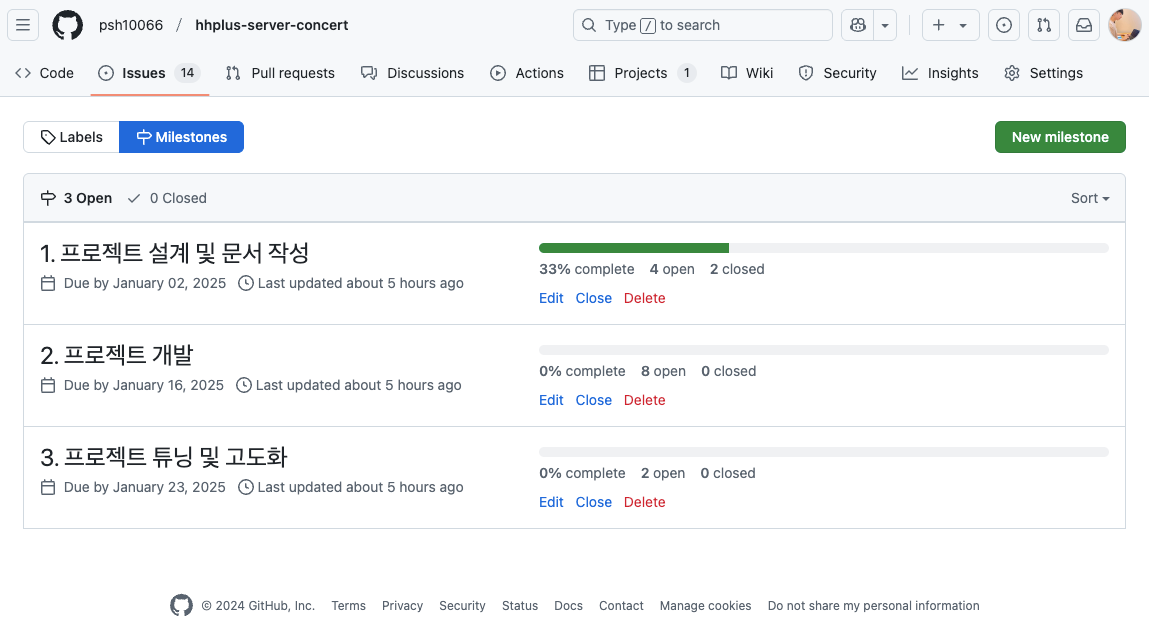 psh10066 / hhplus-server-concert
Type / to search
Code Issues 14 Pull requests Discussions Actions Projects 1 Wiki Security Insights Settings
Labels Milestones New milestone
3 Open 0 Closed Sort
1. 프로젝트 설계 및 문서 작성
Due by January 02, 2025 Last updated about 5 hours ago
33% complete 4 open 2 closed
Edit Close Delete
2. 프로젝트 개발
Due by January 16, 2025 Last updated about 5 hours ago
0% complete 8 open 0 closed
Edit Close Delete
3. 프로젝트 튜닝 및 고도화
Due by January 23, 2025 Last updated about 5 hours ago
0% complete 2 open 0 closed
Edit Close Delete
© 2024 GitHub, Inc. Terms Privacy Security Status Docs Contact Manage cookies Do not share my personal information